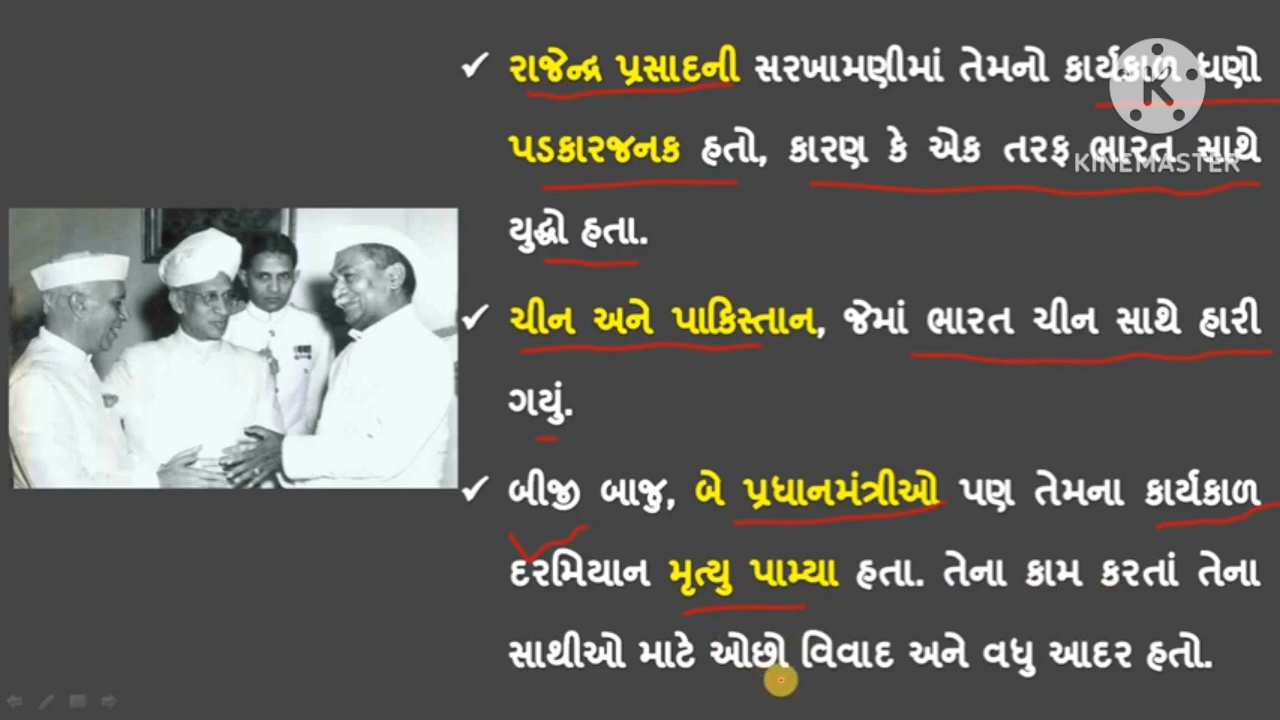 ✓ રાજેન્દ્ર પ્રસાદની સરખામણીમાં તેમનો કાર્યકાળ ઘણો
પડકારજનક હતો, કારણ કે એક તરફ ભારત સાથે
યુદ્ધો હતા.
✓ ચીન અને પાકિસ્તાન, જેમાં ભારત ચીન સાથે હારી
ગયું.
✓ બીજી બાજુ, બે પ્રધાનમંત્રીઓ પણ તેમના કાર્યકાળ
દરમિયાન મૃત્યુ પામ્યા હતા. તેના કામ કરતાં તેના
સાથીઓ માટે ઓછો વિવાદ અને વધુ આદર હતો.
K
KINEMASTER